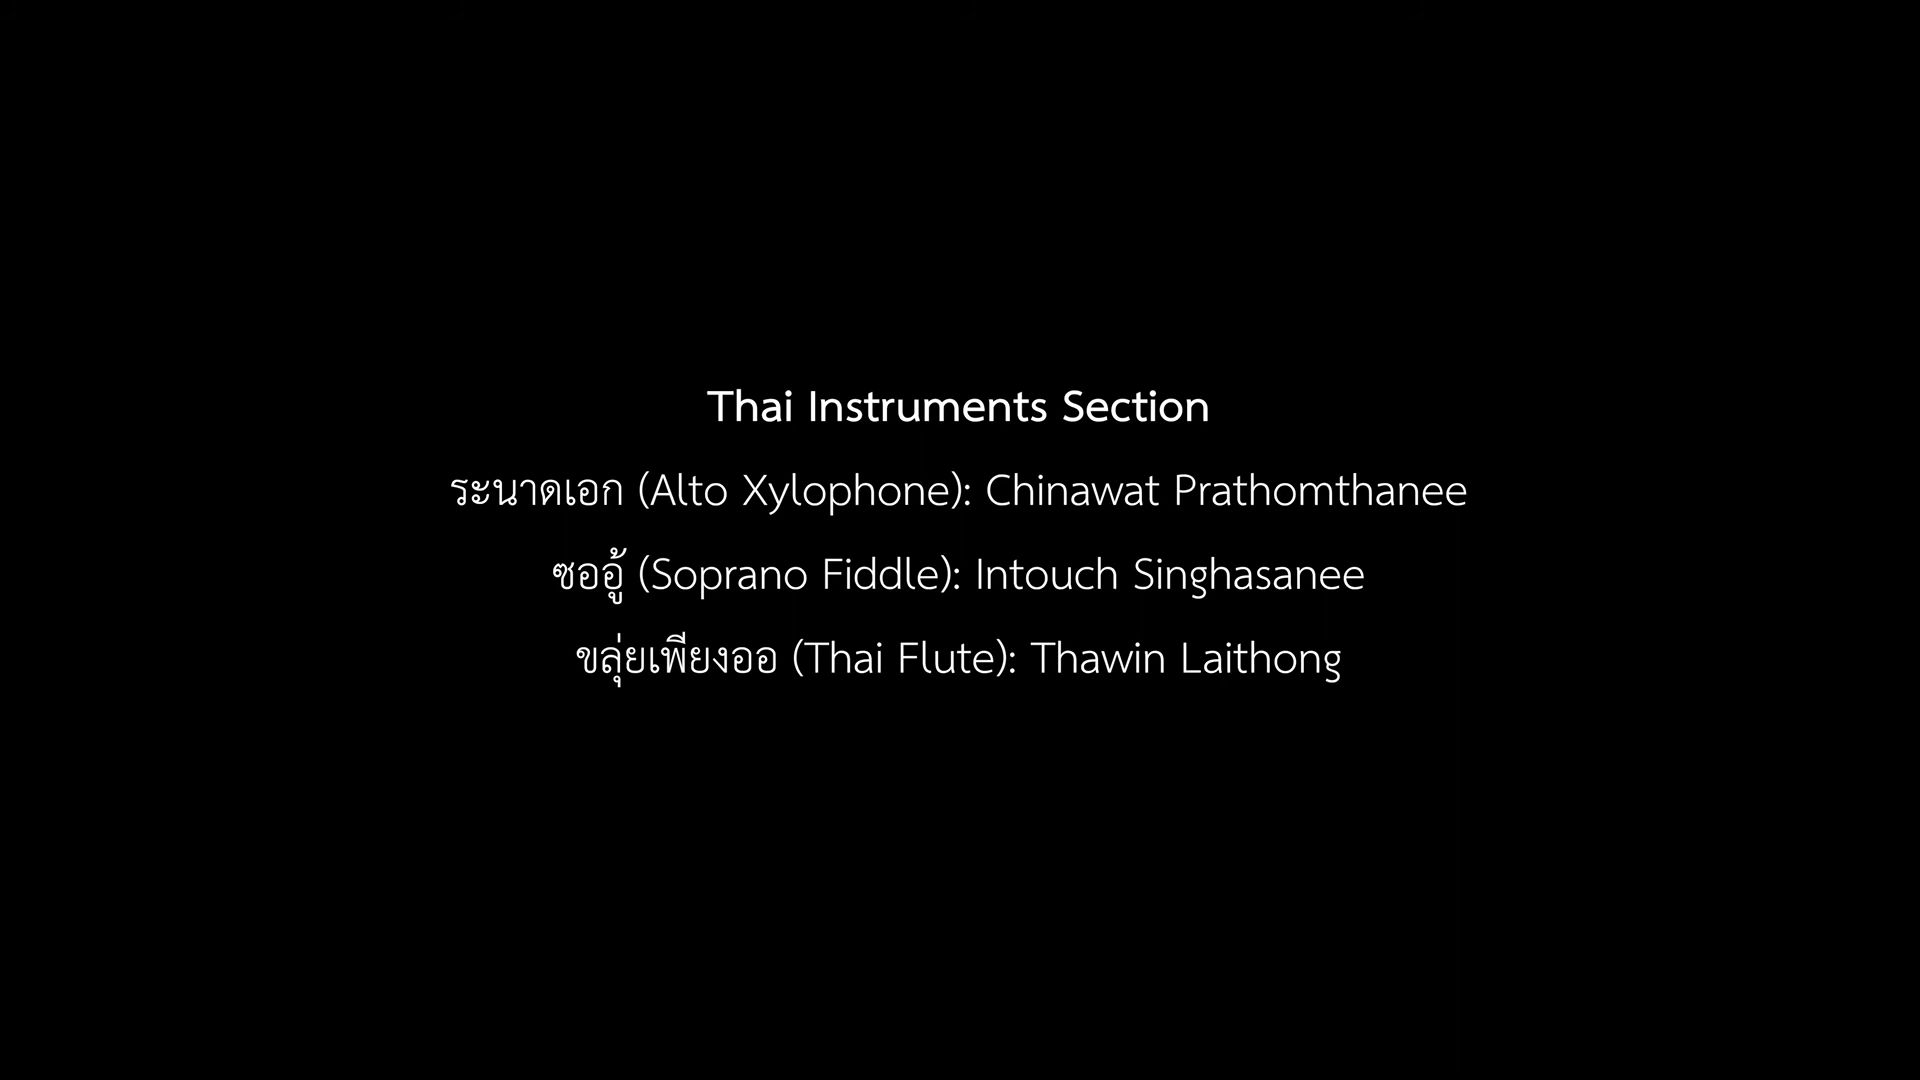 Thai Instruments Section
ระนาดเอก (Alto Xylophone): Chinawat Prathomthanee
ซออู้ (Soprano Fiddle): Intouch Singhasanee
ขลุ่ยเพียงออ (Thai Flute): Thawin Laithong